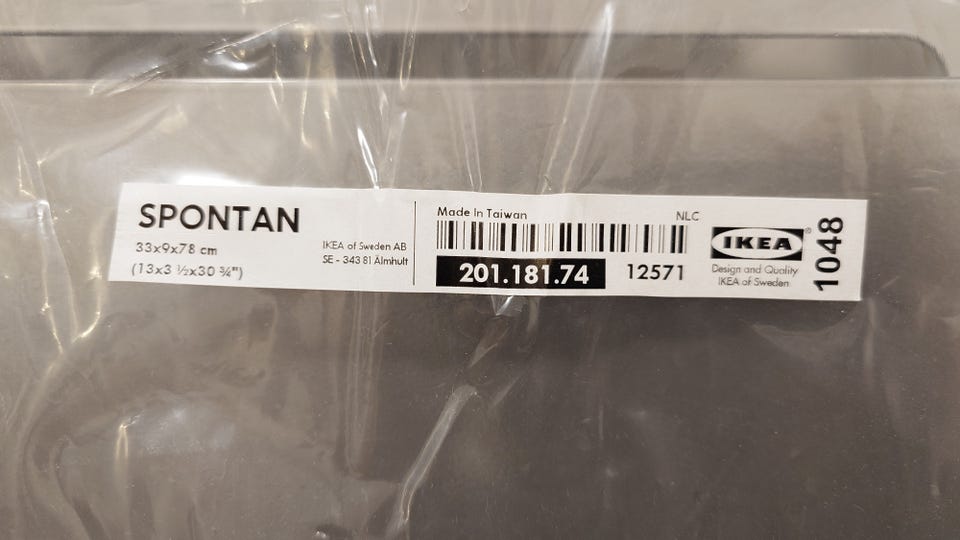 SPONTAN
33x9x78 cm
(13x3 ½x30 ¾")
IKEA of Sweden AB
SE - 343 81 Älmhult
Made In Taiwan
NLC
201.181.74
12571
IKEA®
Design and Quality
IKEA of Sweden
1048